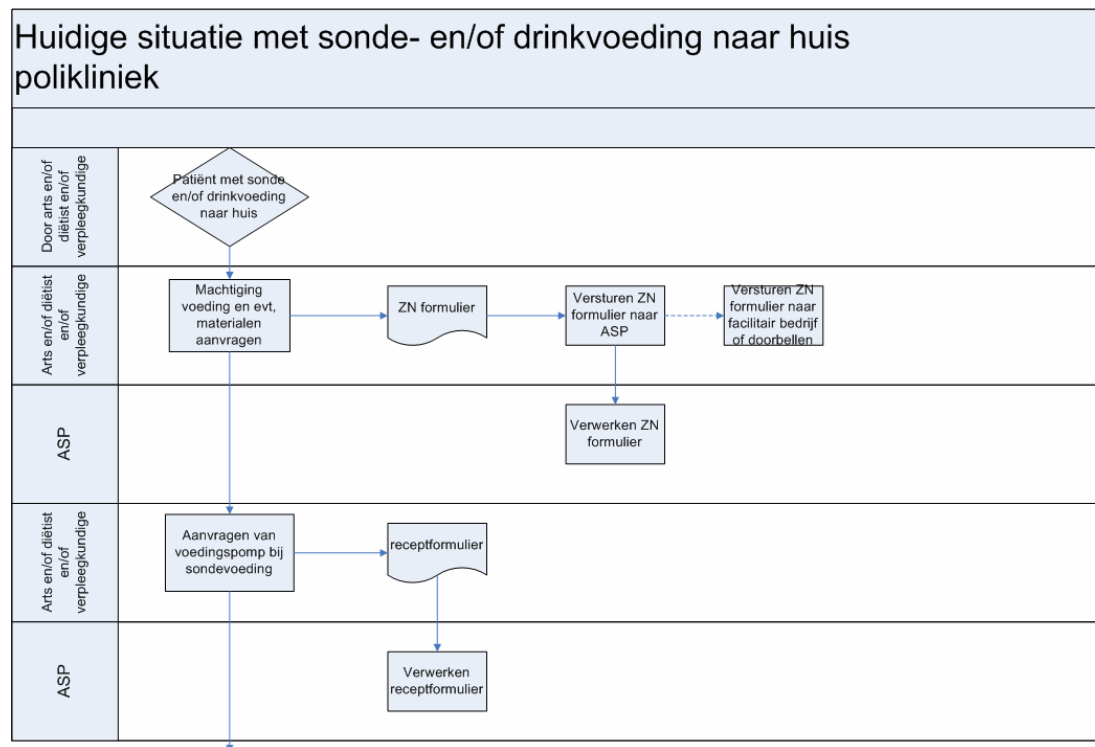 Huidige situatie met sonde- en/of drinkvoeding naar huis
polikliniek
Door arts en/of
diëtist en/of
verpleegkundige
Patiënt met sonde
en/of drinkvoeding
naar huis
Arts en/of diëtist
en/of
verpleegkundige
Machtiging
voeding en evt,
materialen
aanvragen
ZN formulier
Versturen ZN
formulier naar
ASP
Versturen ZN
formulier naar
facilitair bedrijf
of doorbellen
ASP
Verwerken ZN
formulier
Arts en/of diëtist
en/of
verpleegkundige
Aanvragen van
voedingspomp bij
sondevoeding
receptformulier
ASP
Verwerken
receptformulier